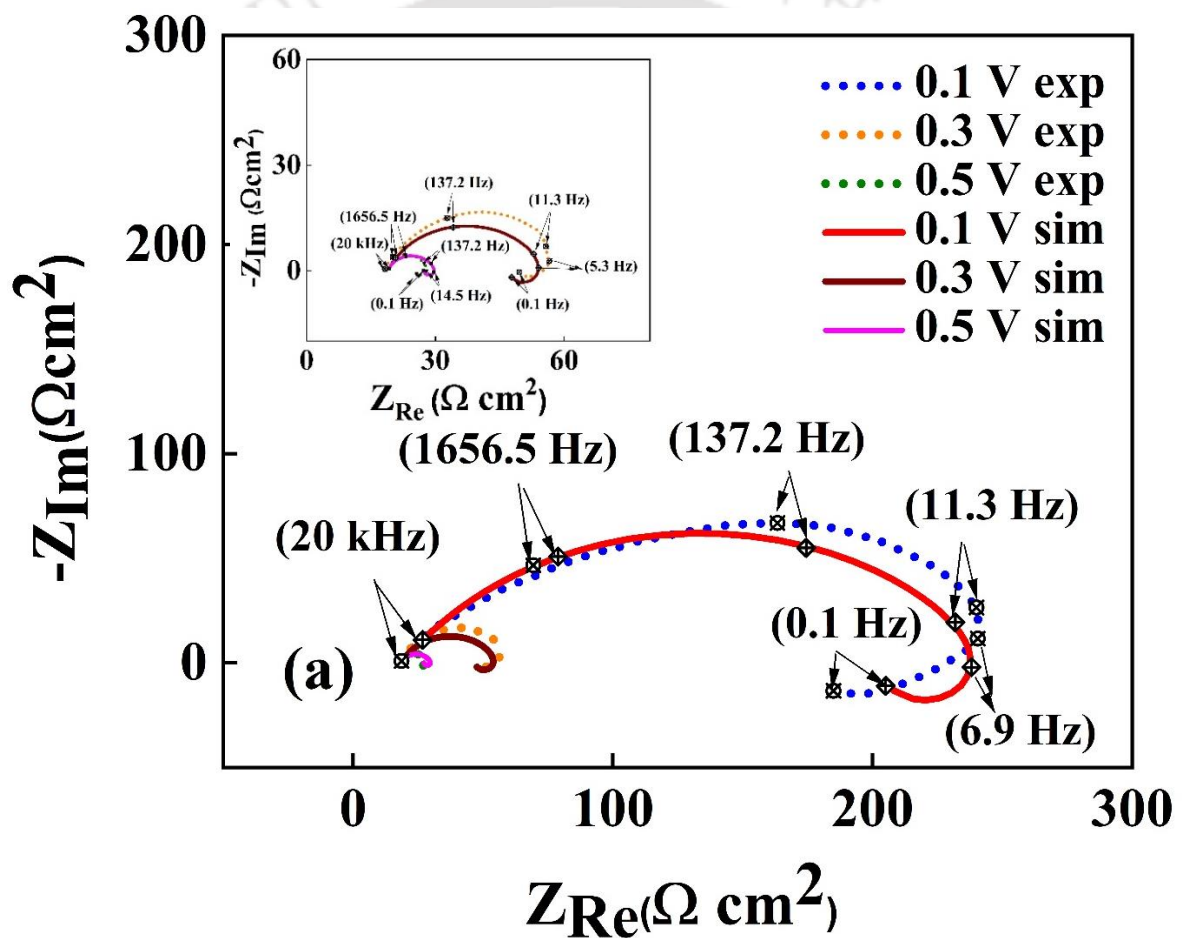 300
200
100
0
-Z_Im(Ωcm²)
0
100
200
300
Z_Re(Ω cm²)
(a)
0.1 V exp
0.3 V exp
0.5 V exp
0.1 V sim
0.3 V sim
0.5 V sim
(20 kHz)
(1656.5 Hz)
(137.2 Hz)
(11.3 Hz)
(0.1 Hz)
(6.9 Hz)
60
30
0
-Z_Im (Ωcm²)
0
30
60
Z_Re (Ω cm²)
(137.2 Hz)
(11.3 Hz)
(1656.5 Hz)
(20 kHz)
(137.2 Hz)
(5.3 Hz)
(0.1 Hz)
(14.5 Hz)
(0.1 Hz)